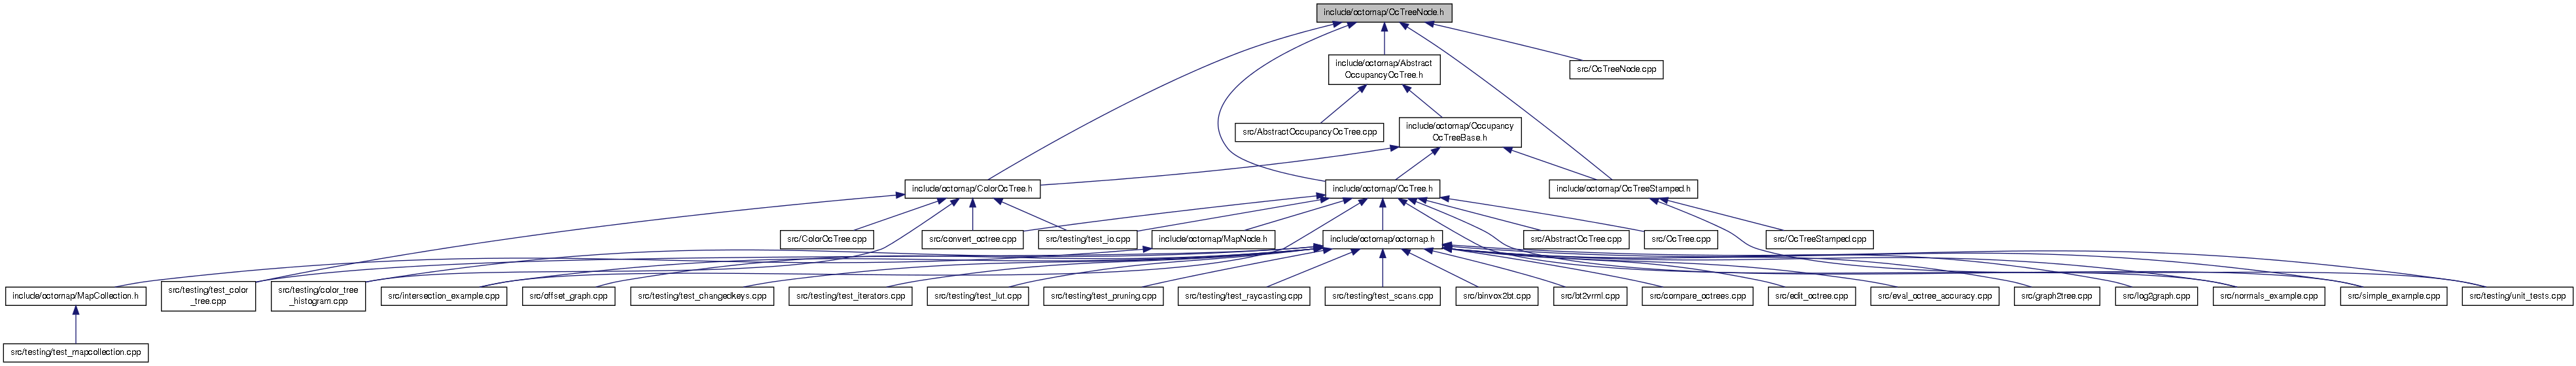 include/octomap/OcTreeNode.h
include/octomap/Abstract
OccupancyOcTree.h
src/OcTreeNode.cpp
src/AbstractOccupancyOcTree.cpp
include/octomap/Occupancy
OcTreeBase.h
include/octomap/ColorOcTree.h
include/octomap/OcTree.h
include/octomap/OcTreeStamped.h
src/ColorOcTree.cpp
src/convert_octree.cpp
src/testing/test_io.cpp
include/octomap/MapNode.h
include/octomap/octomap.h
src/AbstractOcTree.cpp
src/OcTree.cpp
src/OcTreeStamped.cpp
include/octomap/MapCollection.h
src/testing/test_color
_tree.cpp
src/testing/color_tree
_histogram.cpp
src/intersection_example.cpp
src/offset_graph.cpp
src/testing/test_changedkeys.cpp
src/testing/test_iterators.cpp
src/testing/test_lut.cpp
src/testing/test_pruning.cpp
src/testing/test_raycasting.cpp
src/testing/test_scans.cpp
src/binvox2bt.cpp
src/bt2vrml.cpp
src/compare_octrees.cpp
src/edit_octree.cpp
src/eval_octree_accuracy.cpp
src/graph2tree.cpp
src/log2graph.cpp
src/normals_example.cpp
src/simple_example.cpp
src/testing/unit_tests.cpp
src/testing/test_mapcollection.cpp